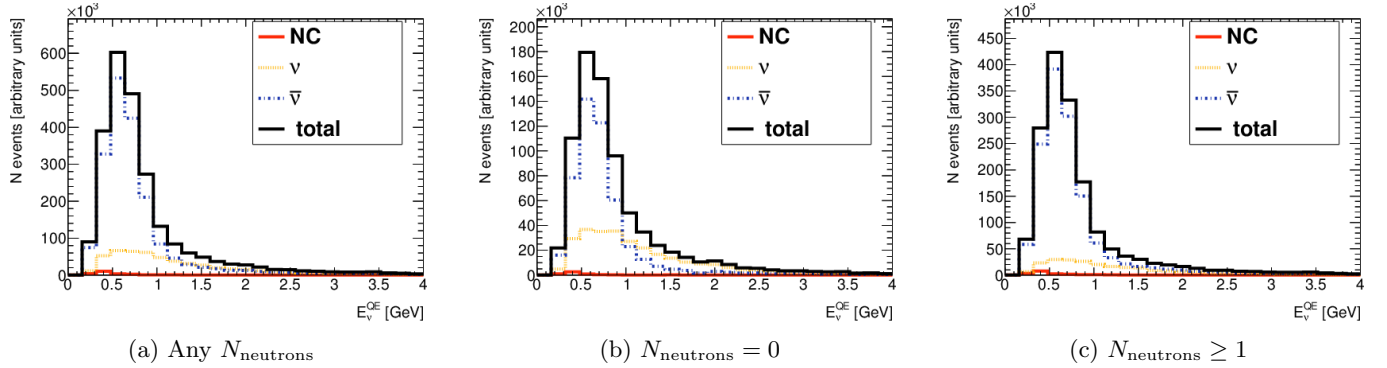 ×10³
N events [arbitrary units]
600
500
400
300
200
100
0
0 0.5 1 1.5 2 2.5 3 3.5 4
E_ν^QE [GeV]
NC
ν
ν̅
total
(a) Any N_neutrons
×10³
N events [arbitrary units]
200
180
160
140
120
100
80
60
40
20
0
0 0.5 1 1.5 2 2.5 3 3.5 4
E_ν^QE [GeV]
NC
ν
ν̅
total
(b) N_neutrons = 0
×10³
N events [arbitrary units]
450
400
350
300
250
200
150
100
50
0
0 0.5 1 1.5 2 2.5 3 3.5 4
E_ν^QE [GeV]
NC
ν
ν̅
total
(c) N_neutrons ≥ 1